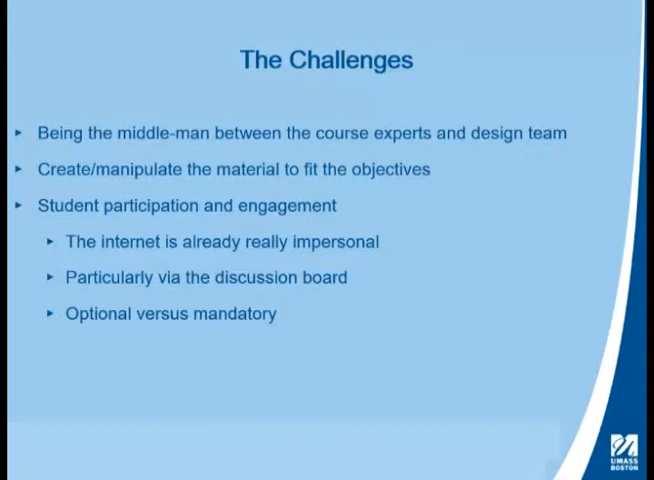 The Challenges
Being the middle-man between the course experts and design team
Create/manipulate the material to fit the objectives
Student participation and engagement
The internet is already really impersonal
Particularly via the discussion board
Optional versus mandatory
UMASS
BOSTON